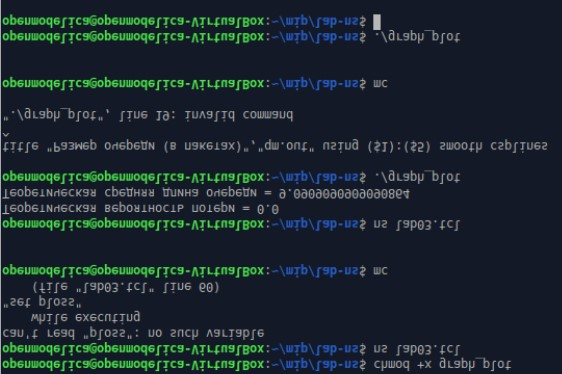 openmodelica@openmodelica-VirtualBox:~/mip/lab-ns$ chmod +x graph_plot
openmodelica@openmodelica-VirtualBox:~/mip/lab-ns$ ns lab03.tcl
can't read "ploss": no such variable
while executing
"set ploss"
(file "lab03.tcl" line 60)
openmodelica@openmodelica-VirtualBox:~/mip/lab-ns$ mc
openmodelica@openmodelica-VirtualBox:~/mip/lab-ns$ ns lab03.tcl
Теоретическая вероятность потери = 0.0
Теоретическая средняя длина очереди = 9.0909090909090864
openmodelica@openmodelica-VirtualBox:~/mip/lab-ns$ ./graph_plot
title "Размер очереди (в пакетах)","qm.out" using ($1):($5) smooth csplines
^
"./graph_plot", line 19: invalid command
openmodelica@openmodelica-VirtualBox:~/mip/lab-ns$ mc
openmodelica@openmodelica-VirtualBox:~/mip/lab-ns$ ./graph_plot
openmodelica@openmodelica-VirtualBox:~/mip/lab-ns$